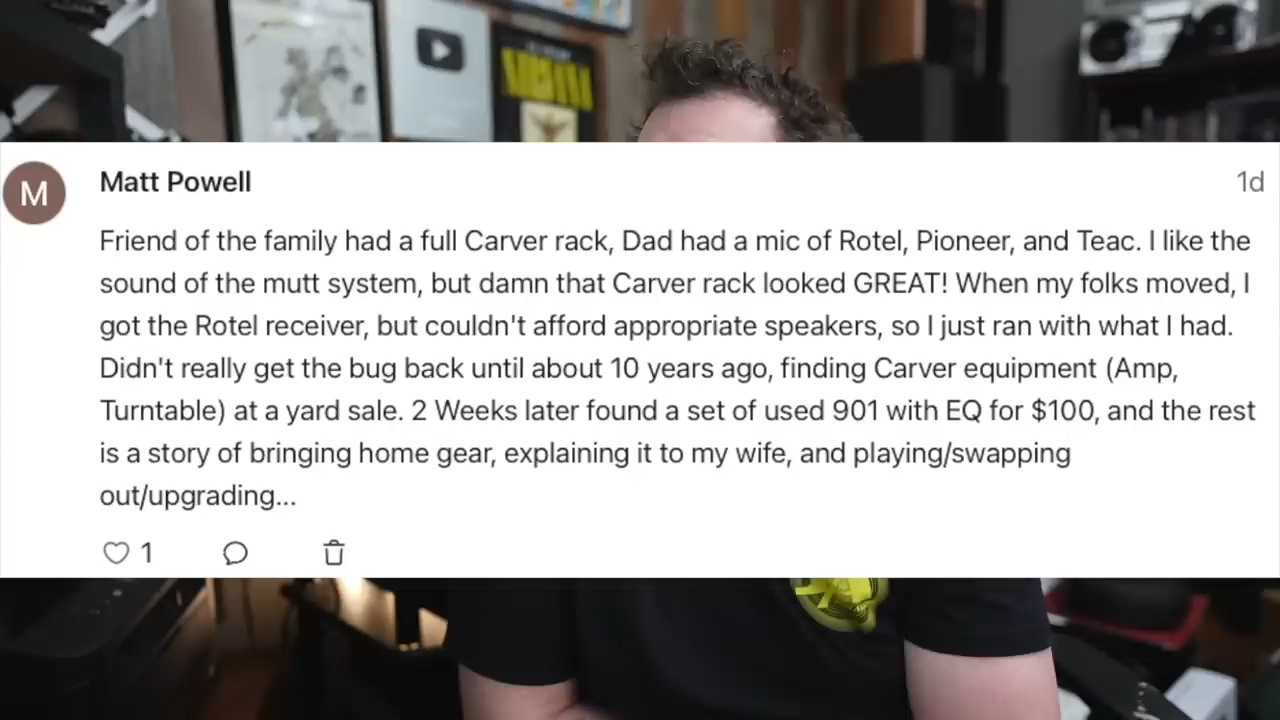 NIRVANA
M
Matt Powell
1d
Friend of the family had a full Carver rack, Dad had a mic of Rotel, Pioneer, and Teac. I like the
sound of the mutt system, but damn that Carver rack looked GREAT! When my folks moved, I
got the Rotel receiver, but couldn't afford appropriate speakers, so I just ran with what I had.
Didn't really get the bug back until about 10 years ago, finding Carver equipment (Amp,
Turntable) at a yard sale. 2 Weeks later found a set of used 901 with EQ for $100, and the rest
is a story of bringing home gear, explaining it to my wife, and playing/swapping
out/upgrading...
1